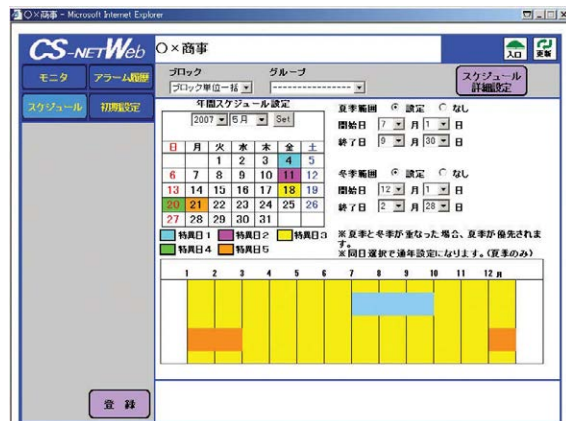 〇×商事 - Microsoft Internet Explorer
CS-NETWeb
〇×商事
入口
更新
モニタ
アラーム履歴
スケジュール
初期設定
ブロック
グループ
ブロック単位一括
スケジュール
詳細設定
年間スケジュール設定
2007 5月 Set
日 月 火 水 木 金 土
1 2 3 4 5
6 7 8 9 10 11 12
13 14 15 16 17 18 19
20 21 22 23 24 25 26
27 28 29 30 31
特異日1 特異日2 特異日3
特異日4 特異日5
夏季範囲 設定 なし
開始日 7 月 1 日
終了日 9 月 30 日
冬季範囲 設定 なし
開始日 12 月 1 日
終了日 2 月 28 日
※夏季と冬季が重なった場合、夏季が優先されま
す。
※同日選択で通年設定になります。(夏季のみ)
1 2 3 4 5 6 7 8 9 10 11 12 月
登 録